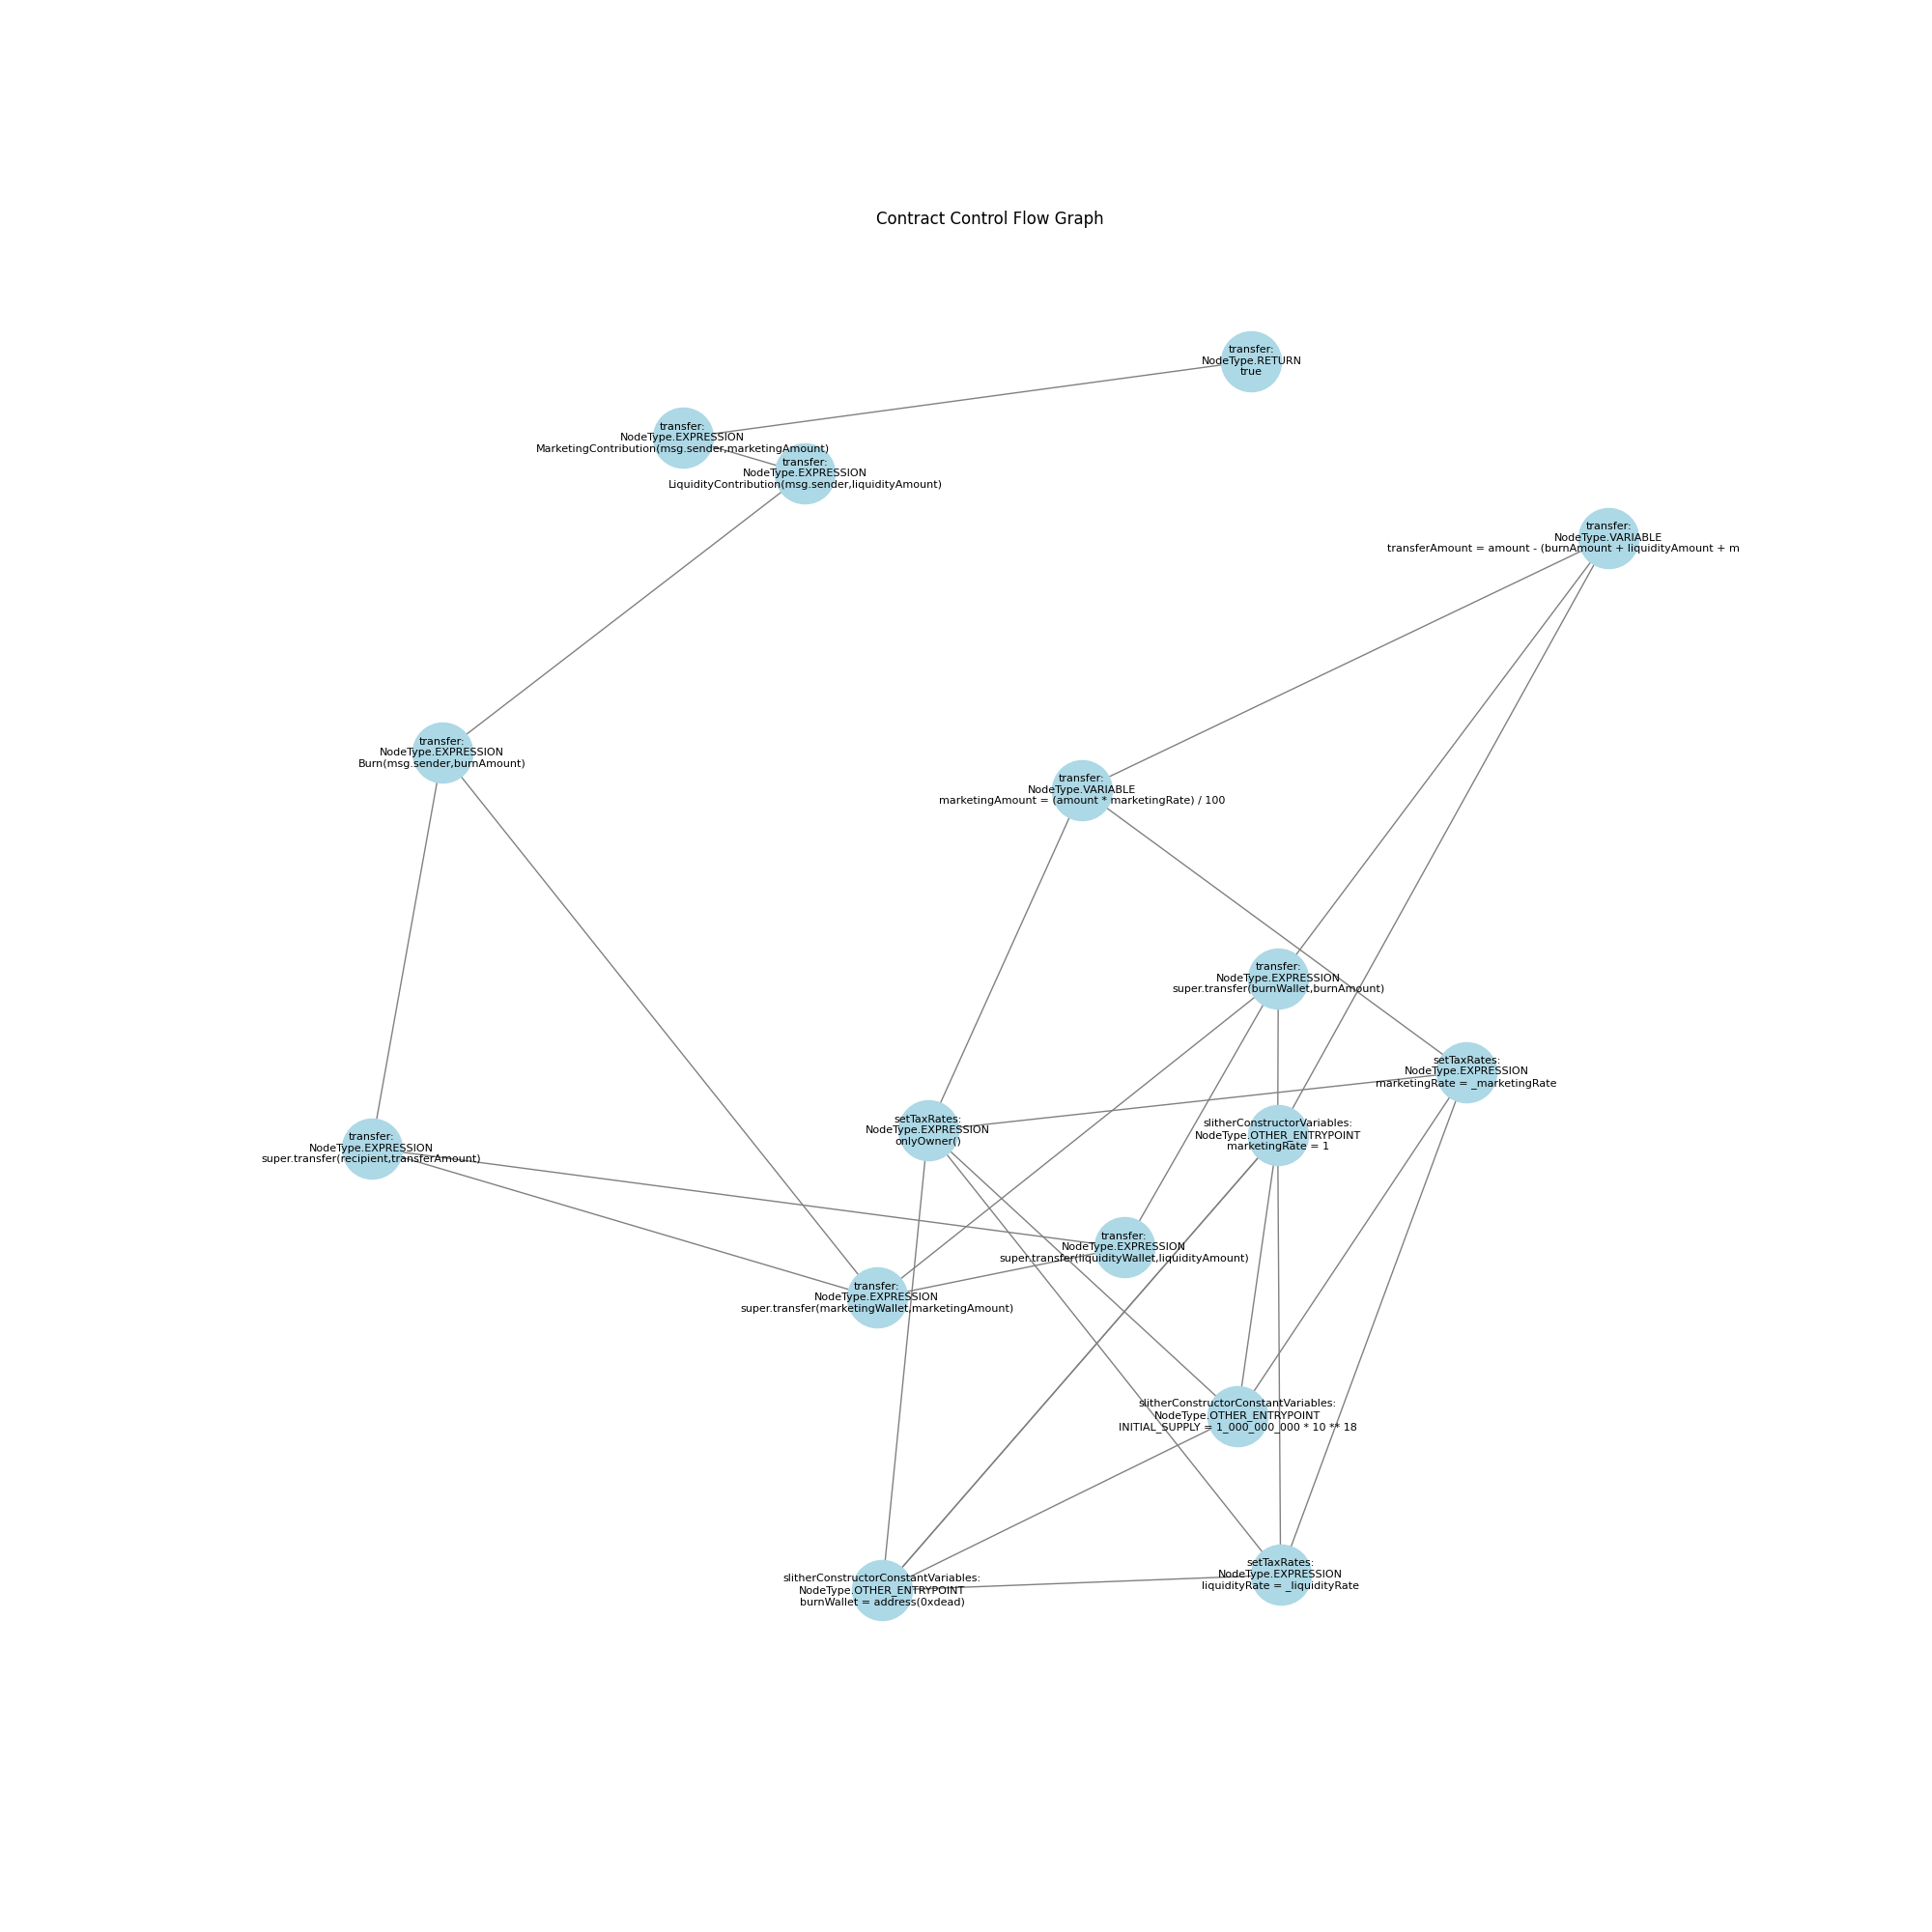 Contract Control Flow Graph
transfer:
NodeType.RETURN
true
transfer:
NodeType.EXPRESSION
MarketingContribution(msg.sender,marketingAmount)
transfer:
NodeType.EXPRESSION
LiquidityContribution(msg.sender,liquidityAmount)
transfer:
NodeType.VARIABLE
transferAmount = amount - (burnAmount + liquidityAmount + m
transfer:
NodeType.EXPRESSION
Burn(msg.sender,burnAmount)
transfer:
NodeType.VARIABLE
marketingAmount = (amount * marketingRate) / 100
transfer:
NodeType.EXPRESSION
super.transfer(burnWallet,burnAmount)
setTaxRates:
NodeType.EXPRESSION
marketingRate = _marketingRate
setTaxRates:
NodeType.EXPRESSION
onlyOwner()
slitherConstructorVariables:
NodeType.OTHER_ENTRYPOINT
marketingRate = 1
transfer:
NodeType.EXPRESSION
super.transfer(recipient,transferAmount)
transfer:
NodeType.EXPRESSION
super.transfer(liquidityWallet,liquidityAmount)
transfer:
NodeType.EXPRESSION
super.transfer(marketingWallet,marketingAmount)
slitherConstructorConstantVariables:
NodeType.OTHER_ENTRYPOINT
INITIAL_SUPPLY = 1_000_000_000 * 10 ** 18
setTaxRates:
NodeType.EXPRESSION
liquidityRate = _liquidityRate
slitherConstructorConstantVariables:
NodeType.OTHER_ENTRYPOINT
burnWallet = address(0xdead)